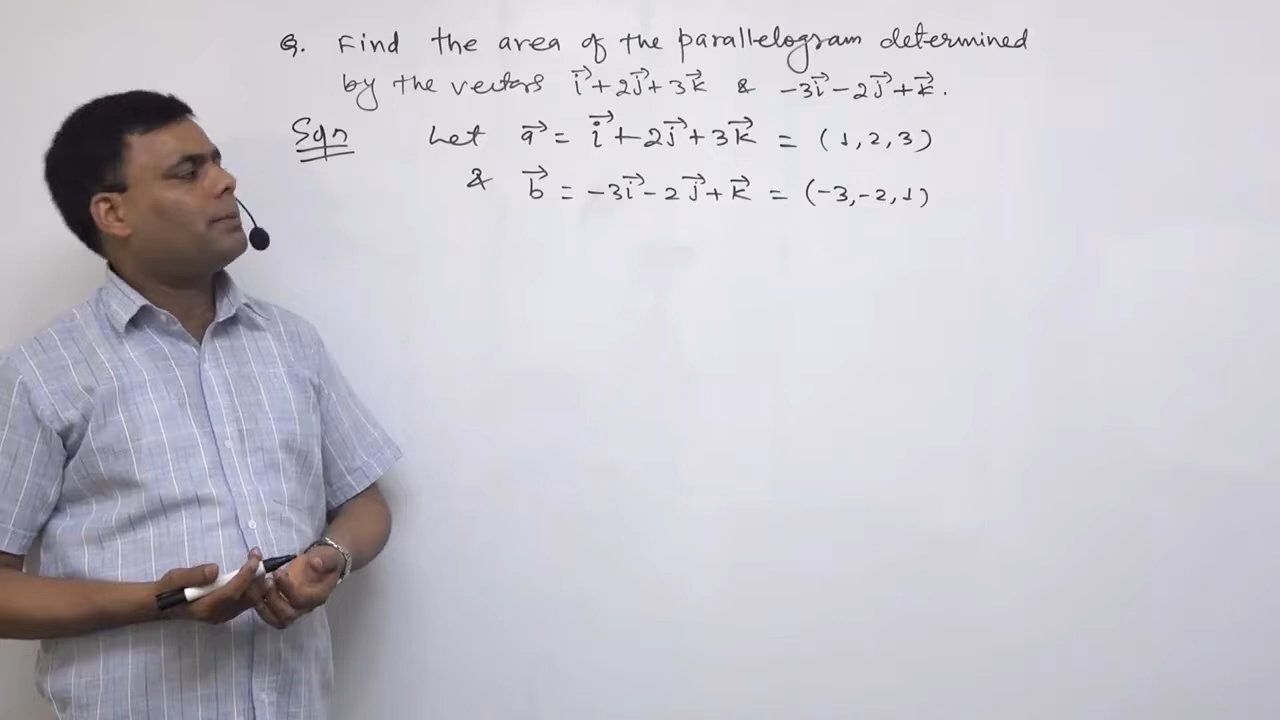 Q. Find the area of the parallelogram determined
by the vectors i⃗ + 2j⃗ + 3k⃗ & -3i⃗ - 2j⃗ + k⃗.
Sqn Let a⃗ = i⃗ + 2j⃗ + 3k⃗ = (1, 2, 3)
& b⃗ = -3i⃗ - 2j⃗ + k⃗ = (-3, -2, 1)